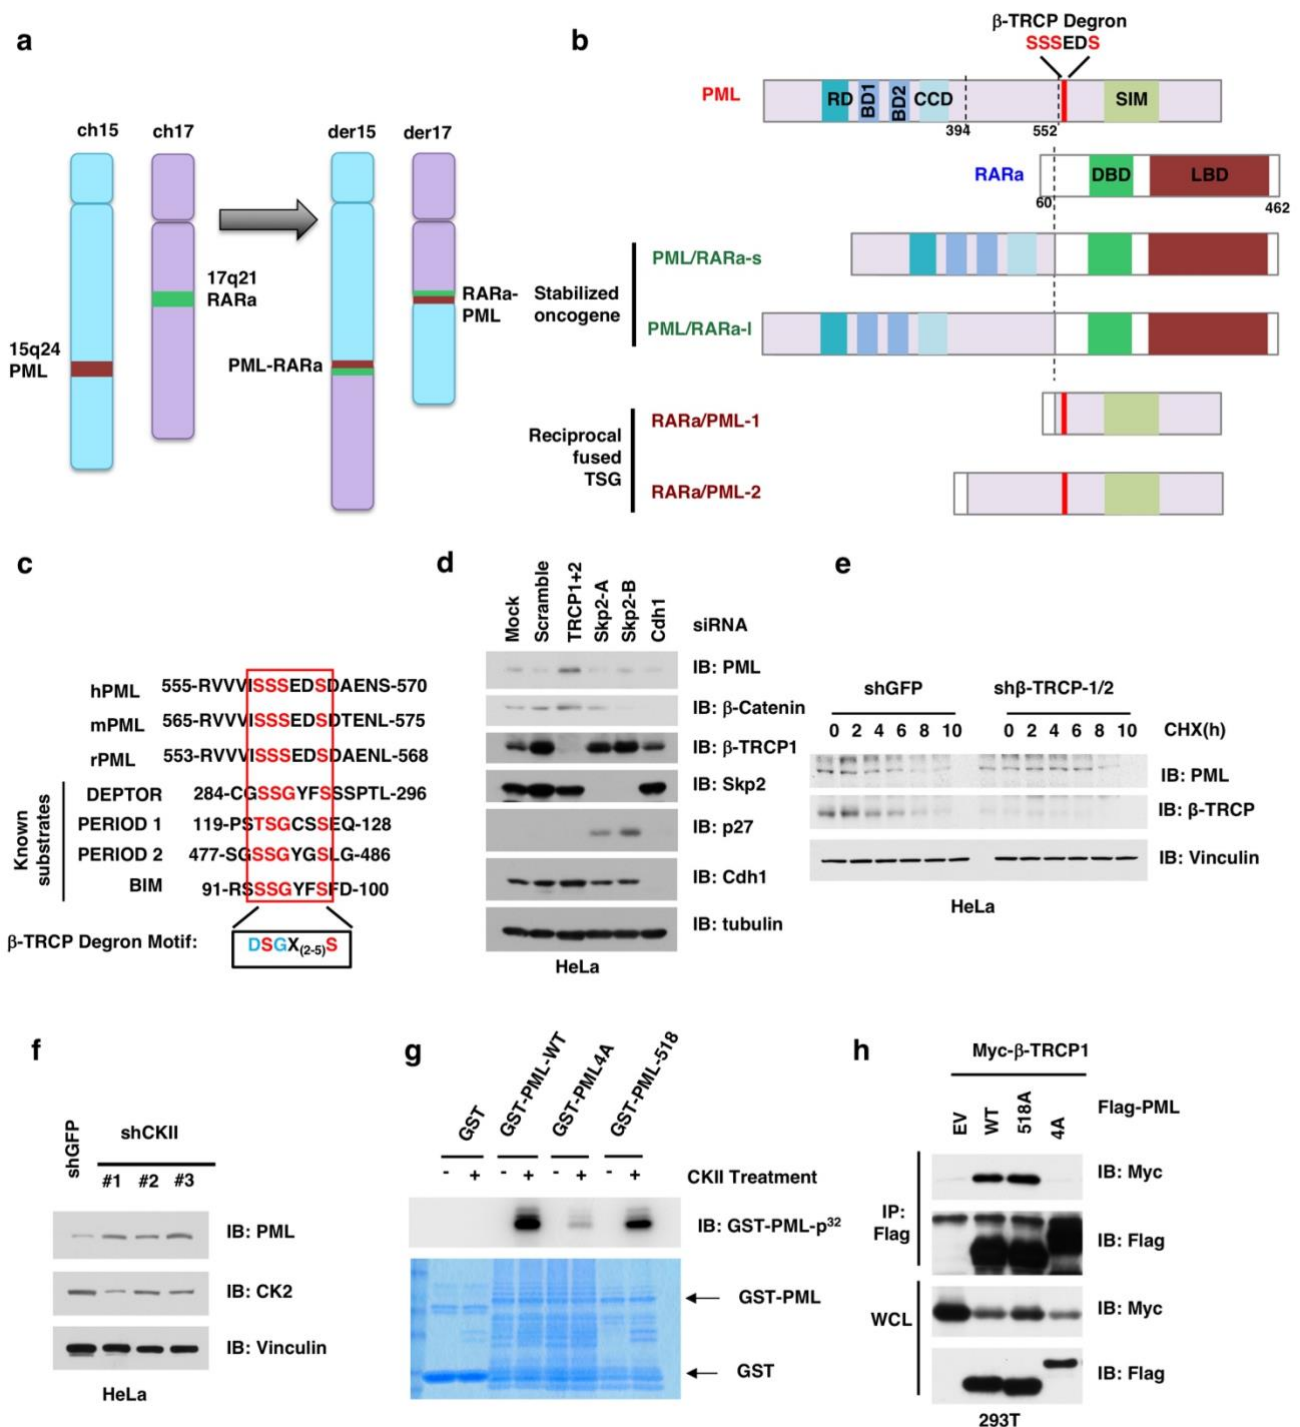 a
ch15
ch17
der15
der17
17q21
RARa
15q24
PML
PML-RARa
RARa-
PML
b
β-TRCP Degron
SSSEDS
PML
RD
BD1
BD2
CCD
SIM
394
552
RARa
DBD
LBD
60
462
Stabilized
oncogene
PML/RARa-s
PML/RARa-l
Reciprocal
fused
TSG
RARa/PML-1
RARa/PML-2
c
hPML 555-RVVVISSSEDSDAENS-570
mPML 565-RVVVISSSEDSDTENL-575
rPML 553-RVVVISSSEDSDAENL-568
Known
substrates
DEPTOR 284-CGSSGYFSSSPTL-296
PERIOD 1 119-PSTSGCSSEQ-128
PERIOD 2 477-SGSSGYGSLG-486
BIM 91-RSSSGYFSFD-100
β-TRCP Degron Motif: DSGX(2-5)S
d
Mock
Scramble
TRCP1+2
Skp2-A
Skp2-B
Cdh1
siRNA
IB: PML
IB: β-Catenin
IB: β-TRCP1
IB: Skp2
IB: p27
IB: Cdh1
IB: tubulin
HeLa
e
shGFP shβ-TRCP-1/2
0 2 4 6 8 10 0 2 4 6 8 10 CHX(h)
IB: PML
IB: β-TRCP
IB: Vinculin
HeLa
f
shGFP
shCKII
#1 #2 #3
IB: PML
IB: CK2
IB: Vinculin
HeLa
g
GST
GST-PML-WT
GST-PML4A
GST-PML-518
- + - + - + - + CKII Treatment
IB: GST-PML-p32
GST-PML
GST
h
Myc-β-TRCP1
EV
WT
518A
4A
Flag-PML
IP:
Flag
IB: Myc
IB: Flag
WCL
IB: Myc
IB: Flag
293T